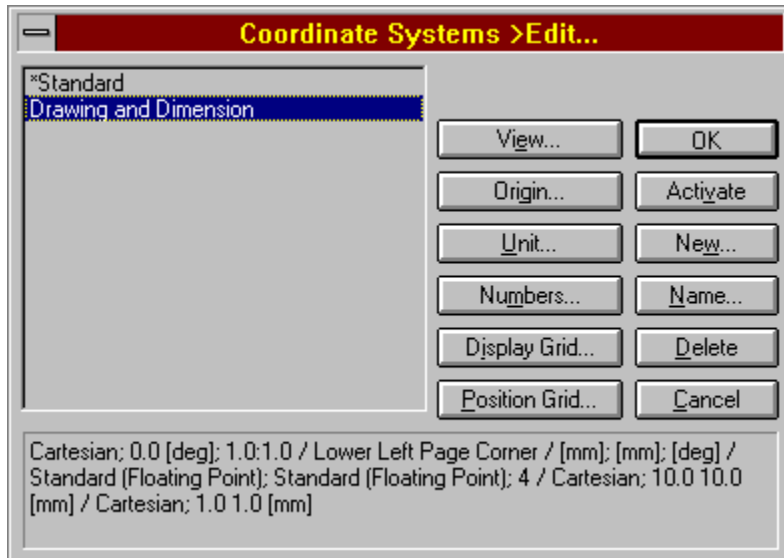 Coordinate Systems >Edit...
*Standard
Drawing and Dimension
View...
OK
Origin...
Activate
Unit...
New...
Numbers...
Name...
Display Grid...
Delete
Position Grid...
Cancel
Cartesian; 0.0 [deg]; 1.0:1.0 / Lower Left Page Corner / [mm]; [mm]; [deg] /
Standard (Floating Point); Standard (Floating Point); 4 / Cartesian; 10.0 10.0
[mm] / Cartesian; 1.0 1.0 [mm]